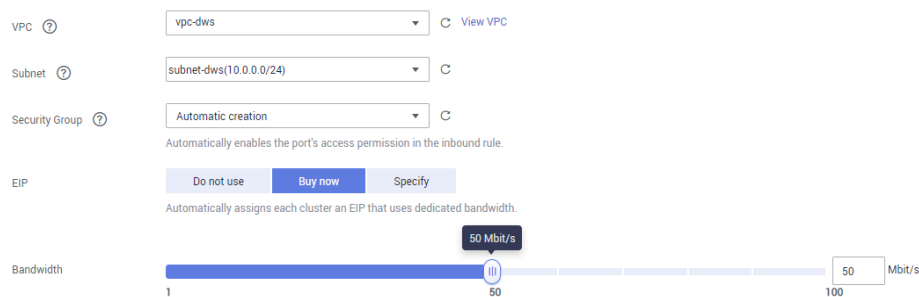 VPC ? vpc-dws View VPC
Subnet ? subnet-dws(10.0.0.0/24)
Security Group ? Automatic creation
Automatically enables the port's access permission in the inbound rule.
EIP Do not use Buy now Specify
Automatically assigns each cluster an EIP that uses dedicated bandwidth.
50 Mbit/s
Bandwidth 50 Mbit/s
1 50 100